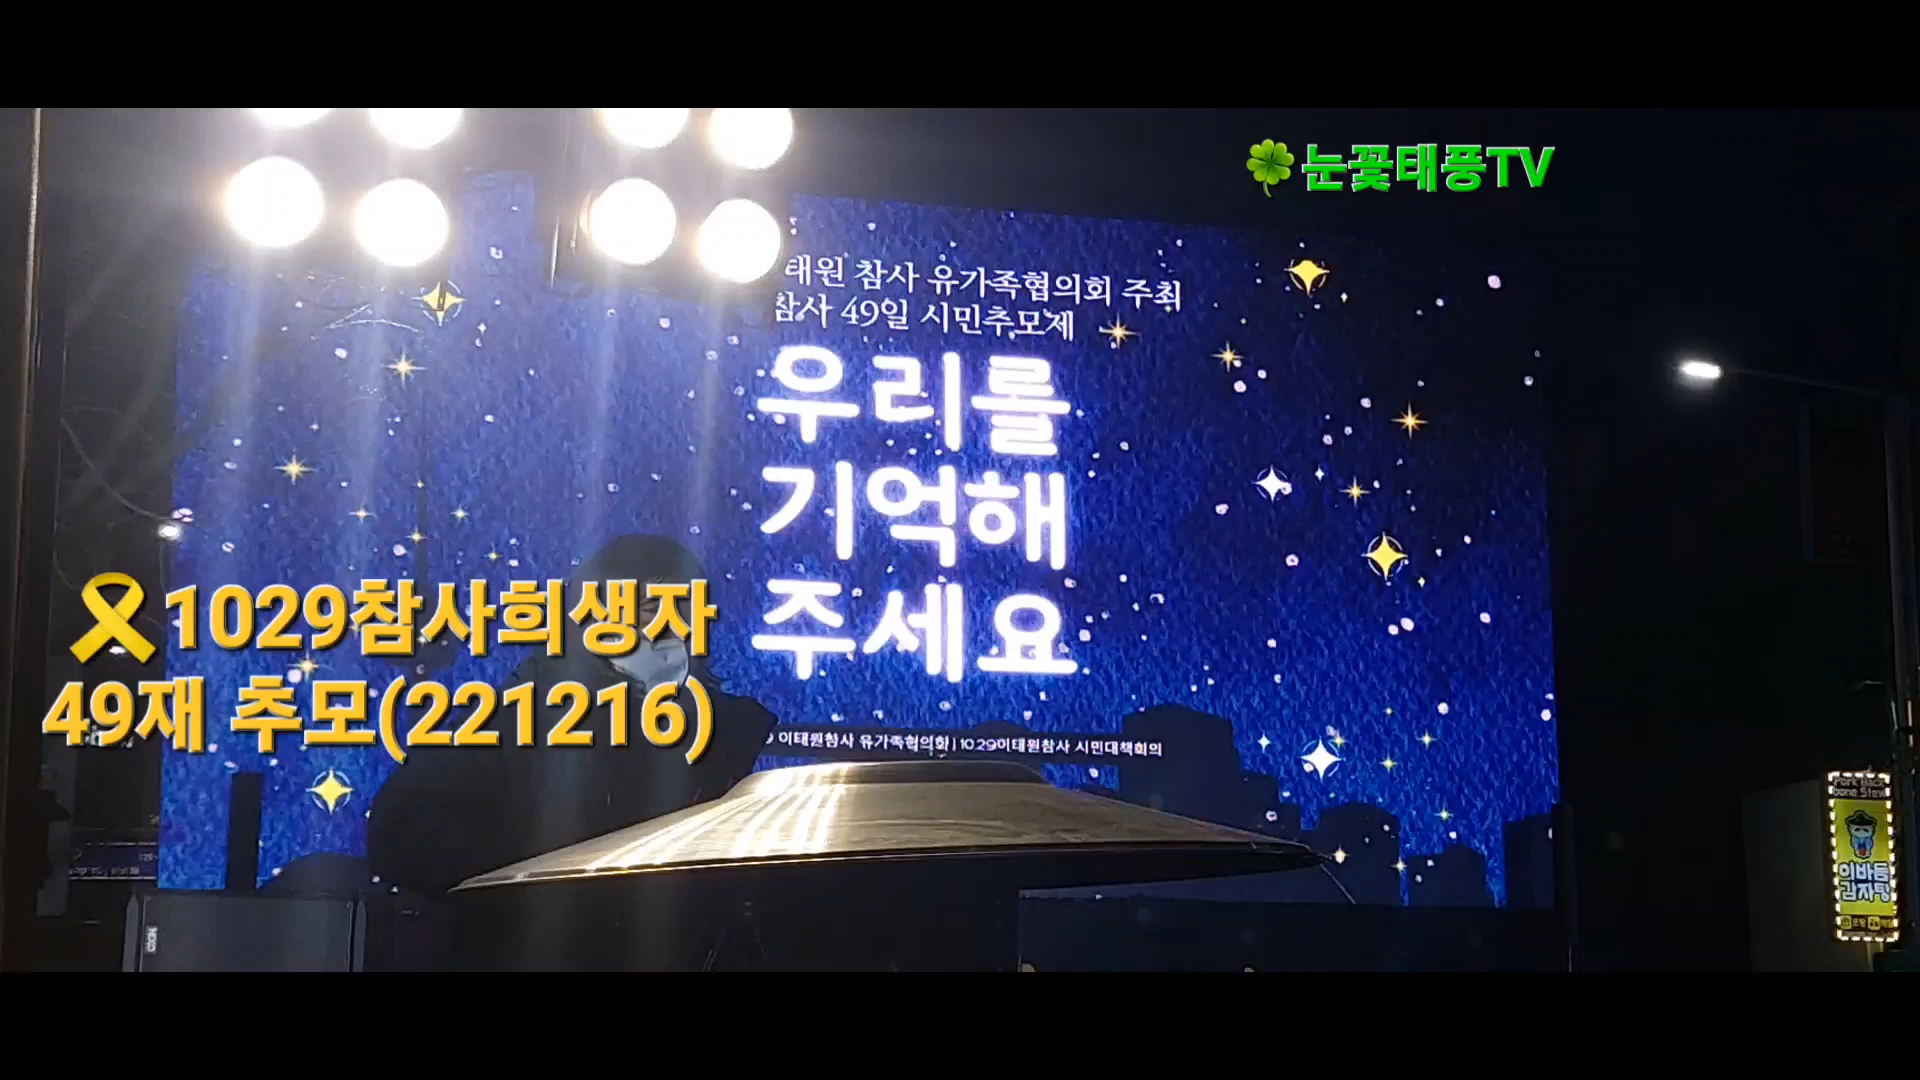 눈꽃태풍TV
태원 참사 유가족협의회 주최
참사 49일 시민추모제
우리를
기억해
주세요
1029참사희생자
49재 추모(221216)
이태원참사 유가족협의회 | 10.29이태원참사 시민대책회의
Pork Back
bone Stew
이바돔
감자탕